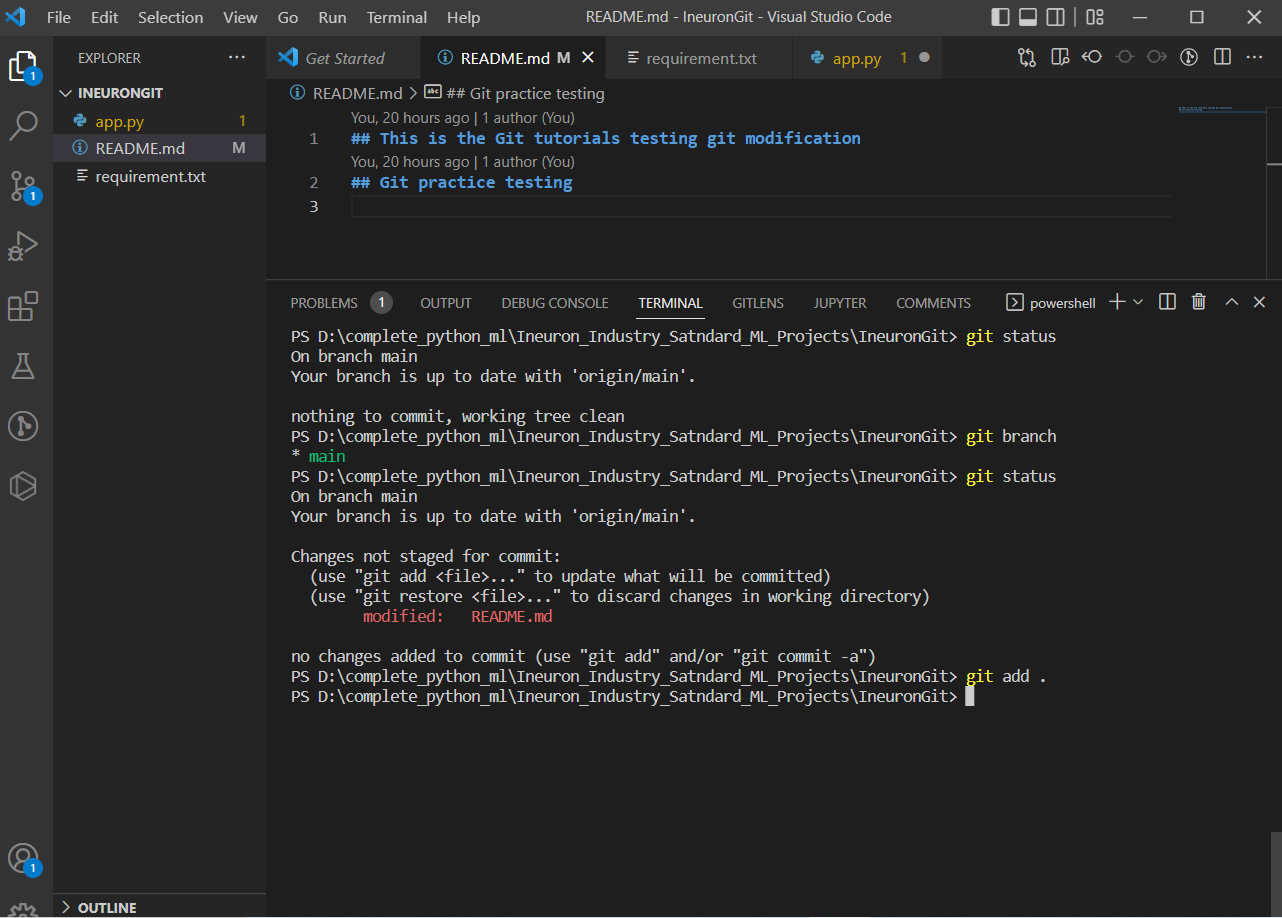 File Edit Selection View Go Run Terminal Help README.md - IneuronGit - Visual Studio Code
EXPLORER
INEURONGIT
app.py 1
README.md M
requirement.txt
OUTLINE
1
1
1
Get Started README.md M requirement.txt app.py 1
README.md > ## Git practice testing
You, 20 hours ago | 1 author (You)
1 ## This is the Git tutorials testing git modification
You, 20 hours ago | 1 author (You)
2 ## Git practice testing
3
PROBLEMS 1 OUTPUT DEBUG CONSOLE TERMINAL GITLENS JUPYTER COMMENTS powershell
PS D:\complete_python_ml\Ineuron_Industry_Satndard_ML_Projects\IneuronGit> git status
On branch main
Your branch is up to date with 'origin/main'.
nothing to commit, working tree clean
PS D:\complete_python_ml\Ineuron_Industry_Satndard_ML_Projects\IneuronGit> git branch
* main
PS D:\complete_python_ml\Ineuron_Industry_Satndard_ML_Projects\IneuronGit> git status
On branch main
Your branch is up to date with 'origin/main'.
Changes not staged for commit:
(use "git add <file>..." to update what will be committed)
(use "git restore <file>..." to discard changes in working directory)
modified: README.md
no changes added to commit (use "git add" and/or "git commit -a")
PS D:\complete_python_ml\Ineuron_Industry_Satndard_ML_Projects\IneuronGit> git add .
PS D:\complete_python_ml\Ineuron_Industry_Satndard_ML_Projects\IneuronGit>